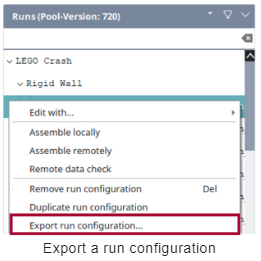 Runs (Pool-Version: 720)
LEGO Crash
Rigid Wall
Edit with...
Assemble locally
Assemble remotely
Remote data check
Remove run configuration Del
Duplicate run configuration
Export run configuration...
Export a run configuration